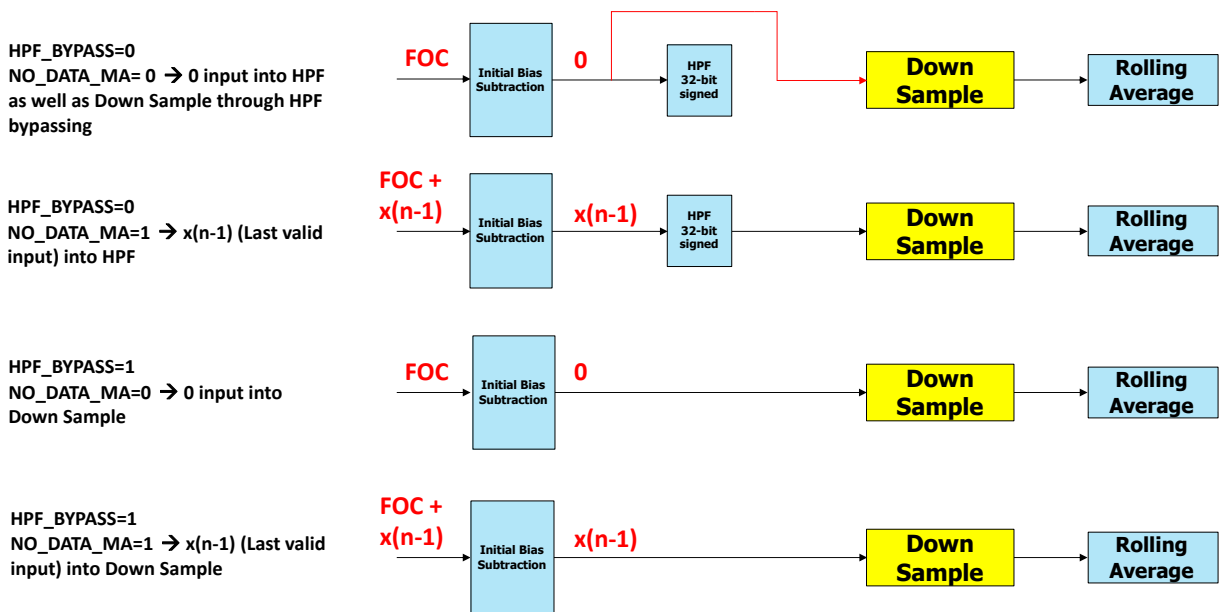 HPF_BYPASS=0
NO_DATA_MA= 0 → 0 input into HPF
as well as Down Sample through HPF
bypassing
FOC
Initial Bias
Subtraction
0
HPF
32-bit
signed
Down
Sample
Rolling
Average
HPF_BYPASS=0
NO_DATA_MA=1 → x(n-1) (Last valid
input) into HPF
FOC +
x(n-1)
Initial Bias
Subtraction
x(n-1)
HPF
32-bit
signed
Down
Sample
Rolling
Average
HPF_BYPASS=1
NO_DATA_MA=0 → 0 input into
Down Sample
FOC
Initial Bias
Subtraction
0
Down
Sample
Rolling
Average
HPF_BYPASS=1
NO_DATA_MA=1 → x(n-1) (Last valid
input) into Down Sample
FOC +
x(n-1)
Initial Bias
Subtraction
x(n-1)
Down
Sample
Rolling
Average